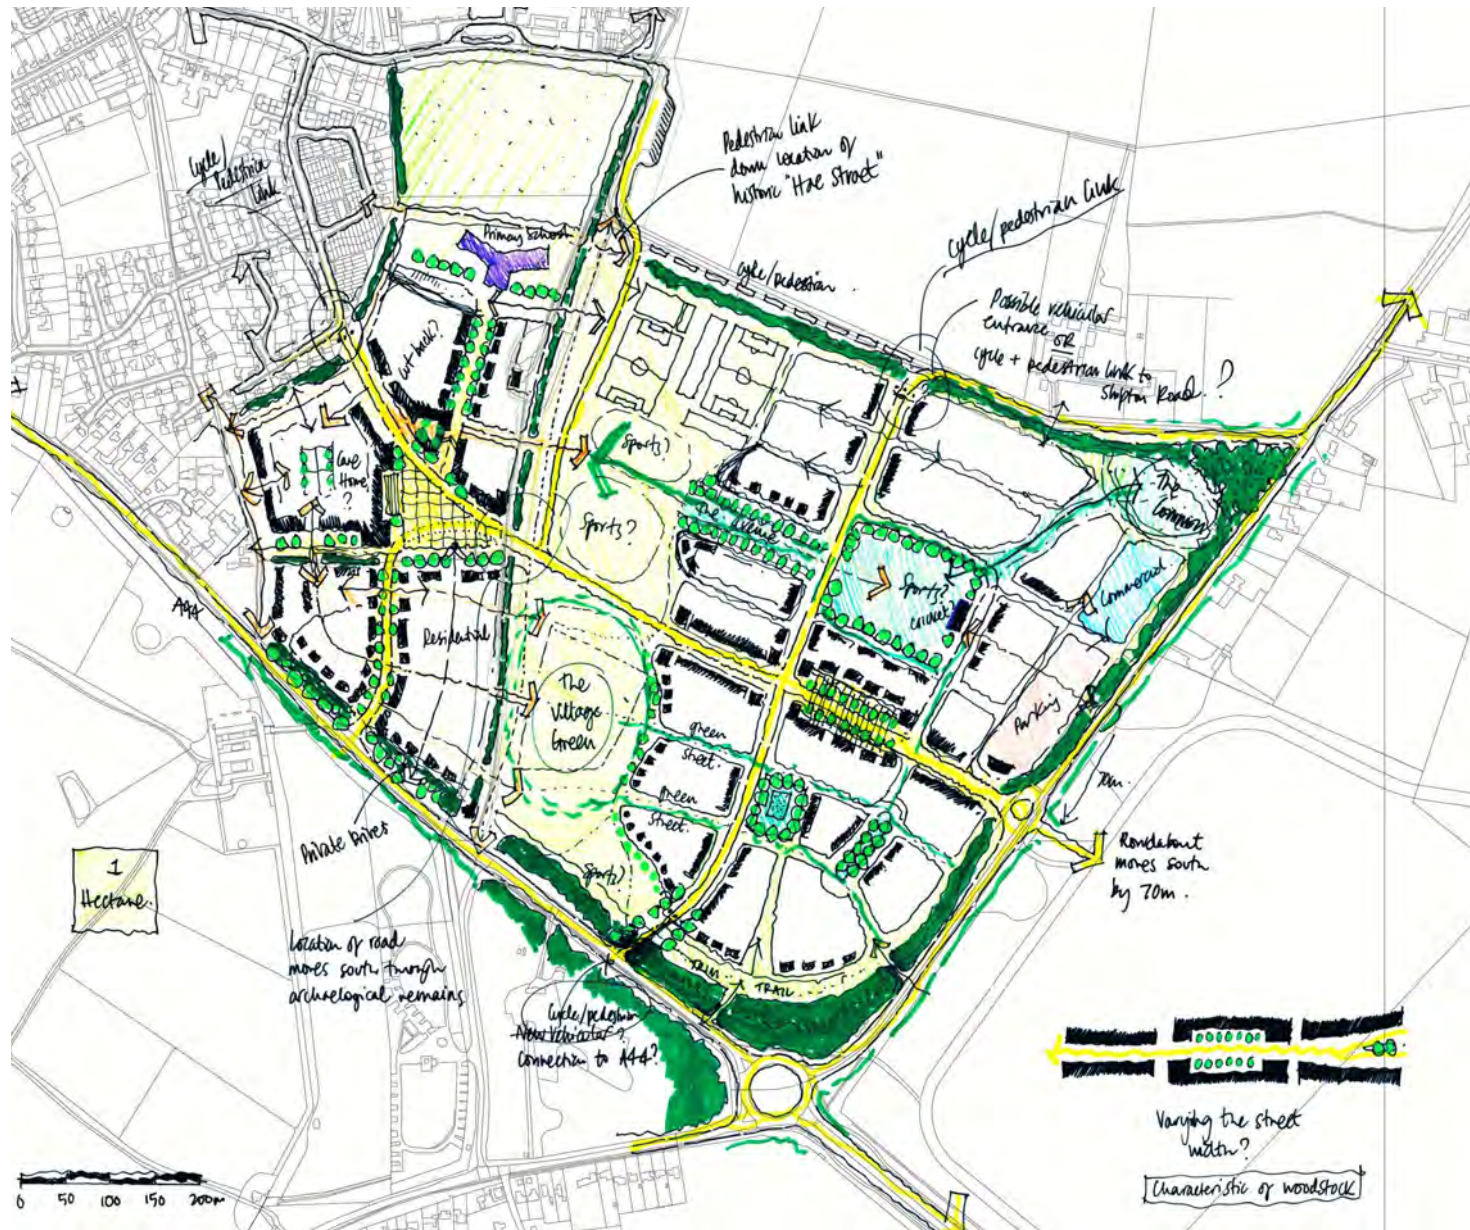 Cycle/
Pedestrian
link
Pedestrian link
down location of
historic "Hae Street"
Primary School
cycle/pedestrian link
cycle/pedestrian.
Possible vehicular
entrance OR
cycle + pedestrian link to
Shipton Road.?
cut back?
Sports?
Care
Home
?
The
Common
Sports?
The Avenue
Sports?
cricket?
Commercial
A44
Residential
The
Village
Green
green
street.
Parking
green
street.
70m.
Private Drives
Roundabout
moves south
by 70m.
1
Hectare.
Sports?
Location of road
moves south through
archaelogical remains
TRIM
TRAIL
Cycle/pedestrian
New Vehicular?
Connection to A44?
Varying the street
width?
Characteristic of Woodstock
0 50 100 150 200m